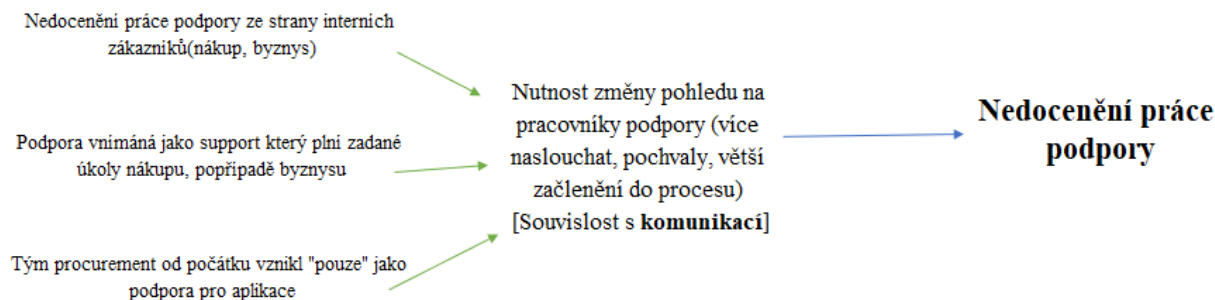 Nedocenění práce podpory ze strany interních
zákazníků(nákup, byznys)
Podpora vnímáná jako support který plní zadané
úkoly nákupu, popřípadě byznysu
Tým procurement od počátku vznikl "pouze" jako
podpora pro aplikace
Nutnost změny pohledu na
pracovníky podpory (více
naslouchat, pochvaly, větší
začlenění do procesu)
[Souvislost s komunikací]
Nedocenění práce
podpory